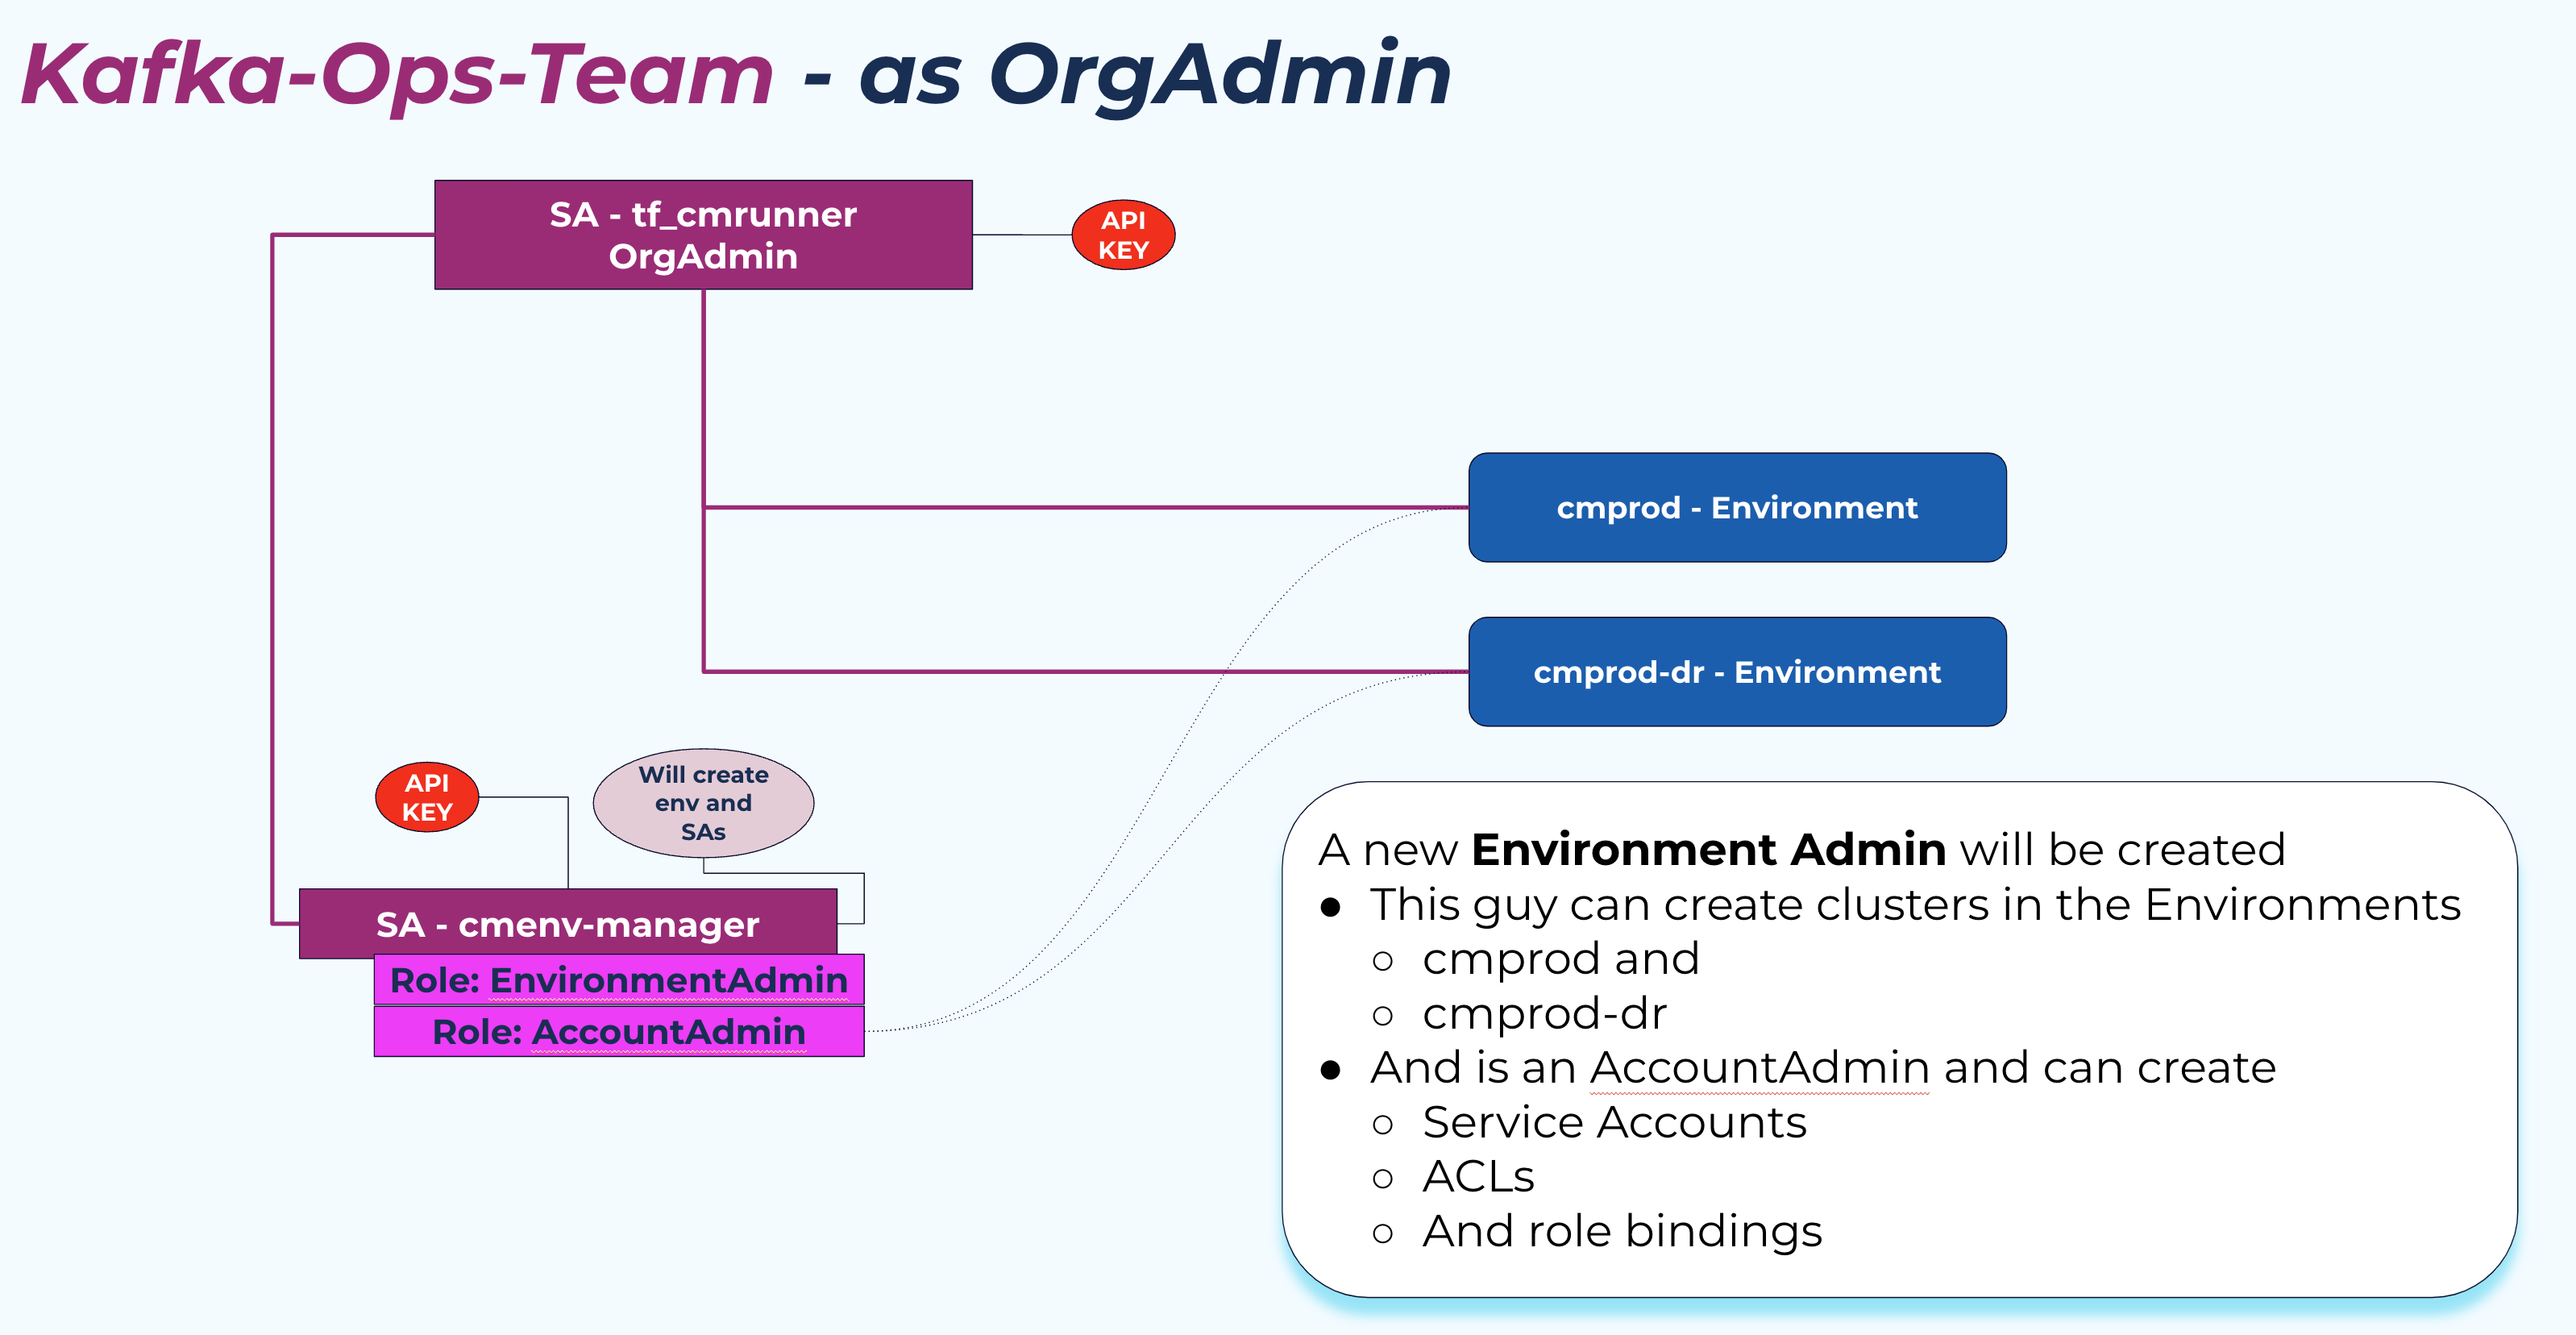 Kafka-Ops-Team - as OrgAdmin
SA - tf_cmrunner
OrgAdmin
API
KEY
cmprod - Environment
cmprod-dr - Environment
API
KEY
Will create
env and
SAs
SA - cmenv-manager
Role: EnvironmentAdmin
Role: AccountAdmin
A new Environment Admin will be created
● This guy can create clusters in the Environments
○ cmprod and
○ cmprod-dr
● And is an AccountAdmin and can create
○ Service Accounts
○ ACLs
○ And role bindings